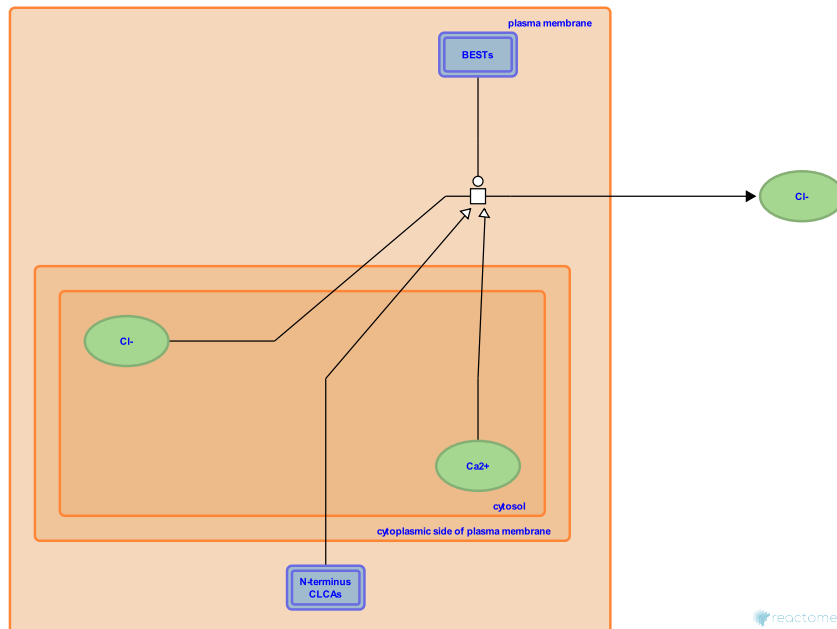 plasma membrane
BESTs
Cl-
Cl-
Ca2+
cytosol
cytoplasmic side of plasma membrane
N-terminus
CLCAs
reactome